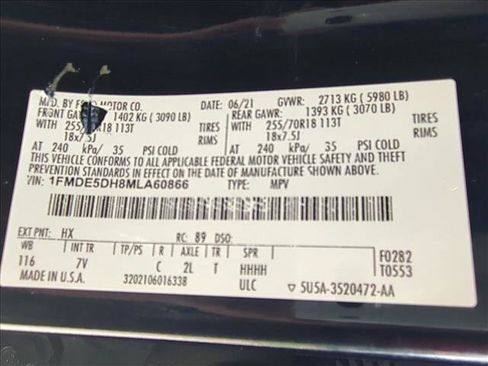 MFD. BY FORD MOTOR CO. 06/21 GVWR: 2713 KG (5980 LB)
FRONT GAWR: 1402 KG (3090 LB) REAR GAWR: 1393 KG (3070 LB)
WITH 255/70R18 113T TIRES WITH 255/70R18 113T TIRES
18x7.5J RIMS 18x7.5J RIMS
AT 240 kPa/ 35 PSI COLD AT 240 kPa/ 35 PSI COLD
THIS VEHICLE CONFORMS TO ALL APPLICABLE FEDERAL MOTOR VEHICLE SAFETY AND THEFT
PREVENTION STANDARDS IN EFFECT ON THE DATE OF MANUFACTURE SHOWN ABOVE.
VIN: 1FMDE5DH8MLA60866 TYPE: MPV
EXT PNT: HX RC: 89 DSO:
WB INT TR TP/PS R AXLE TR SPR F0282
116 7V C 2L T HHHH T0553
MADE IN U.S.A. 3202106016338 ULC 5U5A-3520472-AA